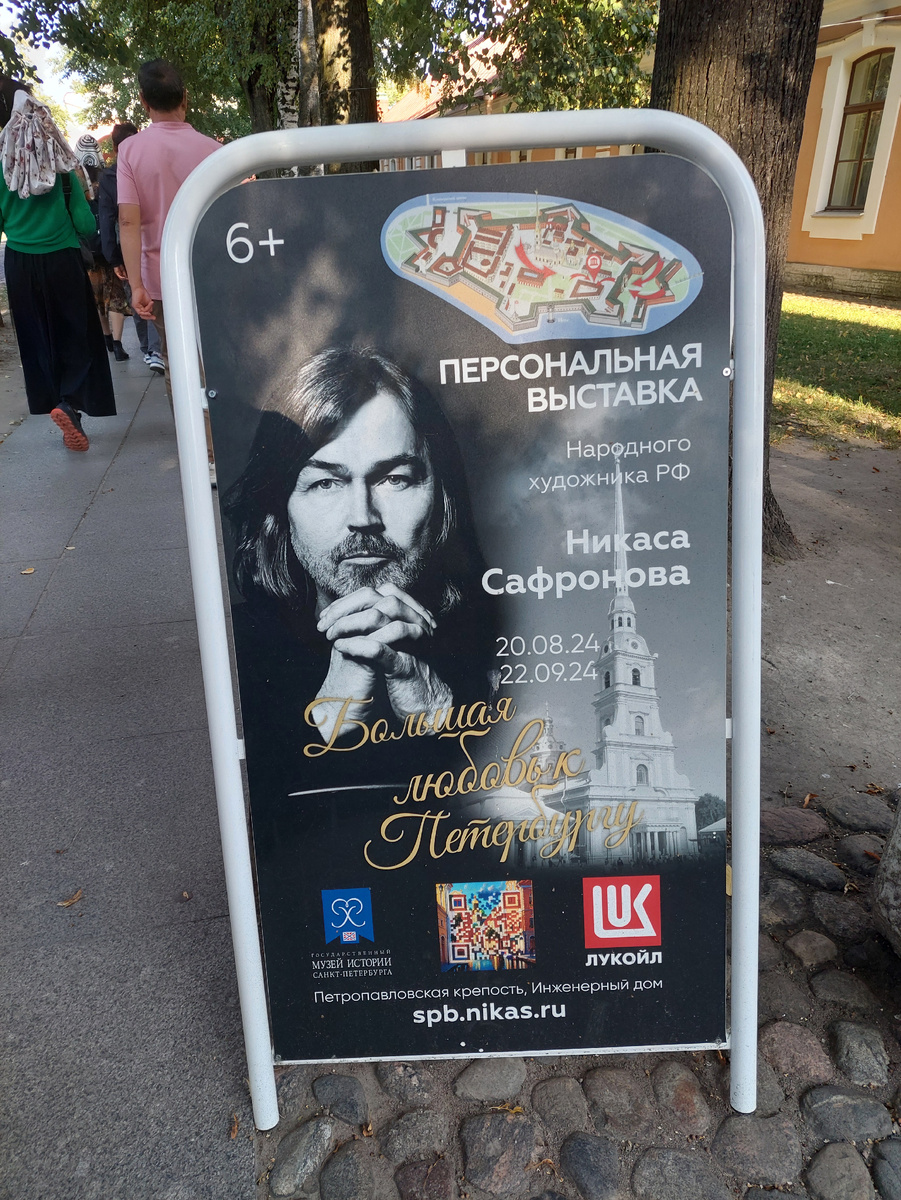 6+
ПЕРСОНАЛЬНАЯ
ВЫСТАВКА
Народного
художника РФ
Никаса
Сафронова
20.08.24
22.09.24
Большая
любовь к
Петербургу
ГОСУДАРСТВЕННЫЙ
МУЗЕЙ ИСТОРИИ
САНКТ-ПЕТЕРБУРГА
LUK
ЛУКОЙЛ
Петропавловская крепость, Инженерный дом
spb.nikas.ru